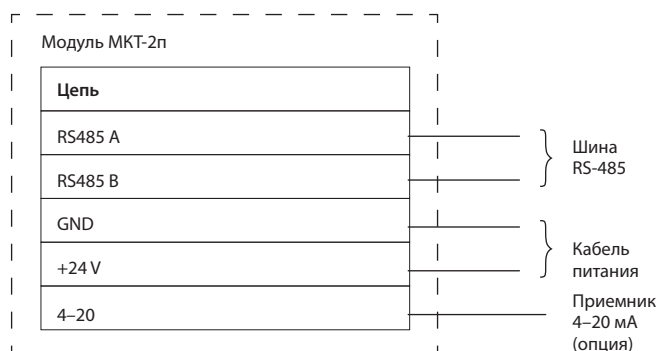 Модуль МКТ-2п
Цепь
RS485 A
RS485 B
Шина
RS-485
GND
+24 V
Кабель
питания
4–20
Приемник
4–20 мА
(опция)